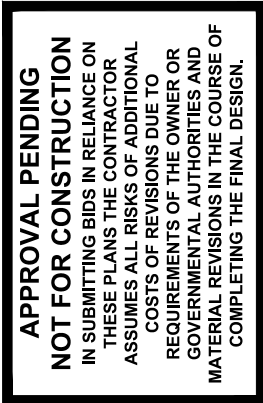 APPROVAL PENDING
NOT FOR CONSTRUCTION
IN SUBMITTING BIDS IN RELIANCE ON
THESE PLANS THE CONTRACTOR
ASSUMES ALL RISKS OF ADDITIONAL
COSTS OF REVISIONS DUE TO
REQUIREMENTS OF THE OWNER OR
GOVERNMENTAL AUTHORITIES AND
MATERIAL REVISIONS IN THE COURSE OF
COMPLETING THE FINAL DESIGN.